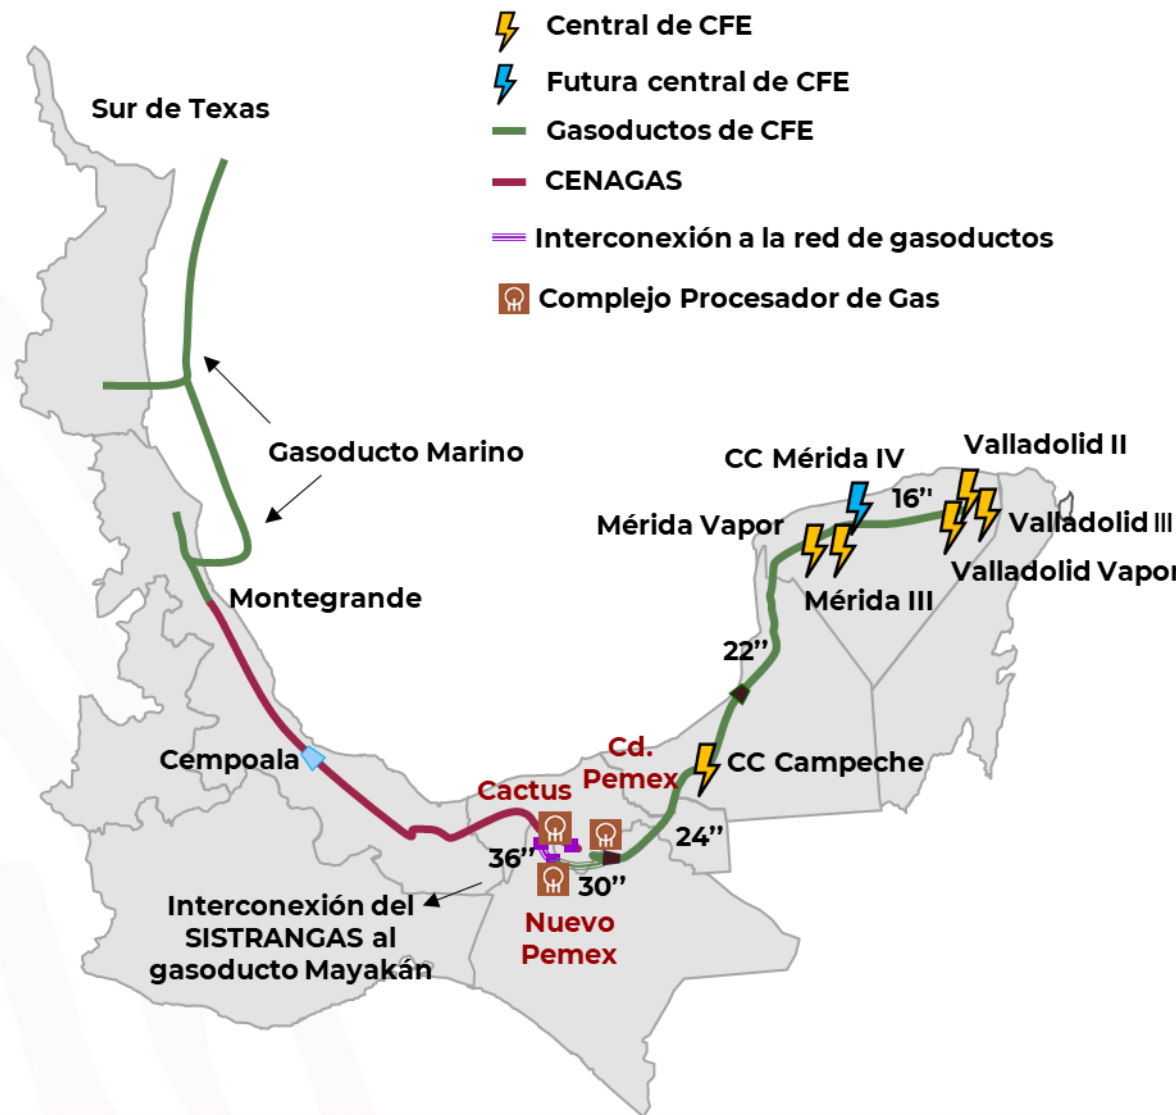 Central de CFE
Futura central de CFE
Gasoductos de CFE
CENAGAS
Interconexión a la red de gasoductos
Complejo Procesador de Gas
Sur de Texas
Gasoducto Marino
Montegrande
Cempoala
Valladolid II
CC Mérida IV
16”
Mérida Vapor
Valladolid III
Valladolid Vapor
Mérida III
22”
CC Campeche
Cd.
Pemex
Cactus
24”
36”
30”
Interconexión del
SISTRANGAS al
gasoducto Mayakán
Nuevo
Pemex